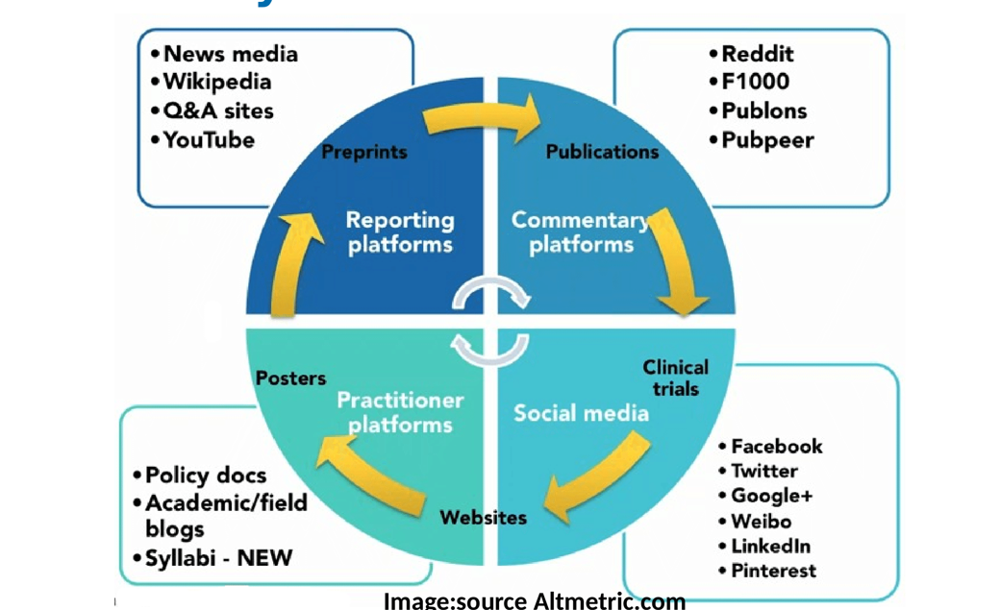 • News media
• Wikipedia
• Q&A sites
• YouTube
• Reddit
• F1000
• Publons
• Pubpeer
Preprints
Publications
Reporting
platforms
Commentary
platforms
Clinical
trials
Posters
Practitioner
platforms
Social media
Websites
• Policy docs
• Academic/field
blogs
• Syllabi - NEW
• Facebook
• Twitter
• Google+
• Weibo
• LinkedIn
• Pinterest
Image:source Altmetric.com